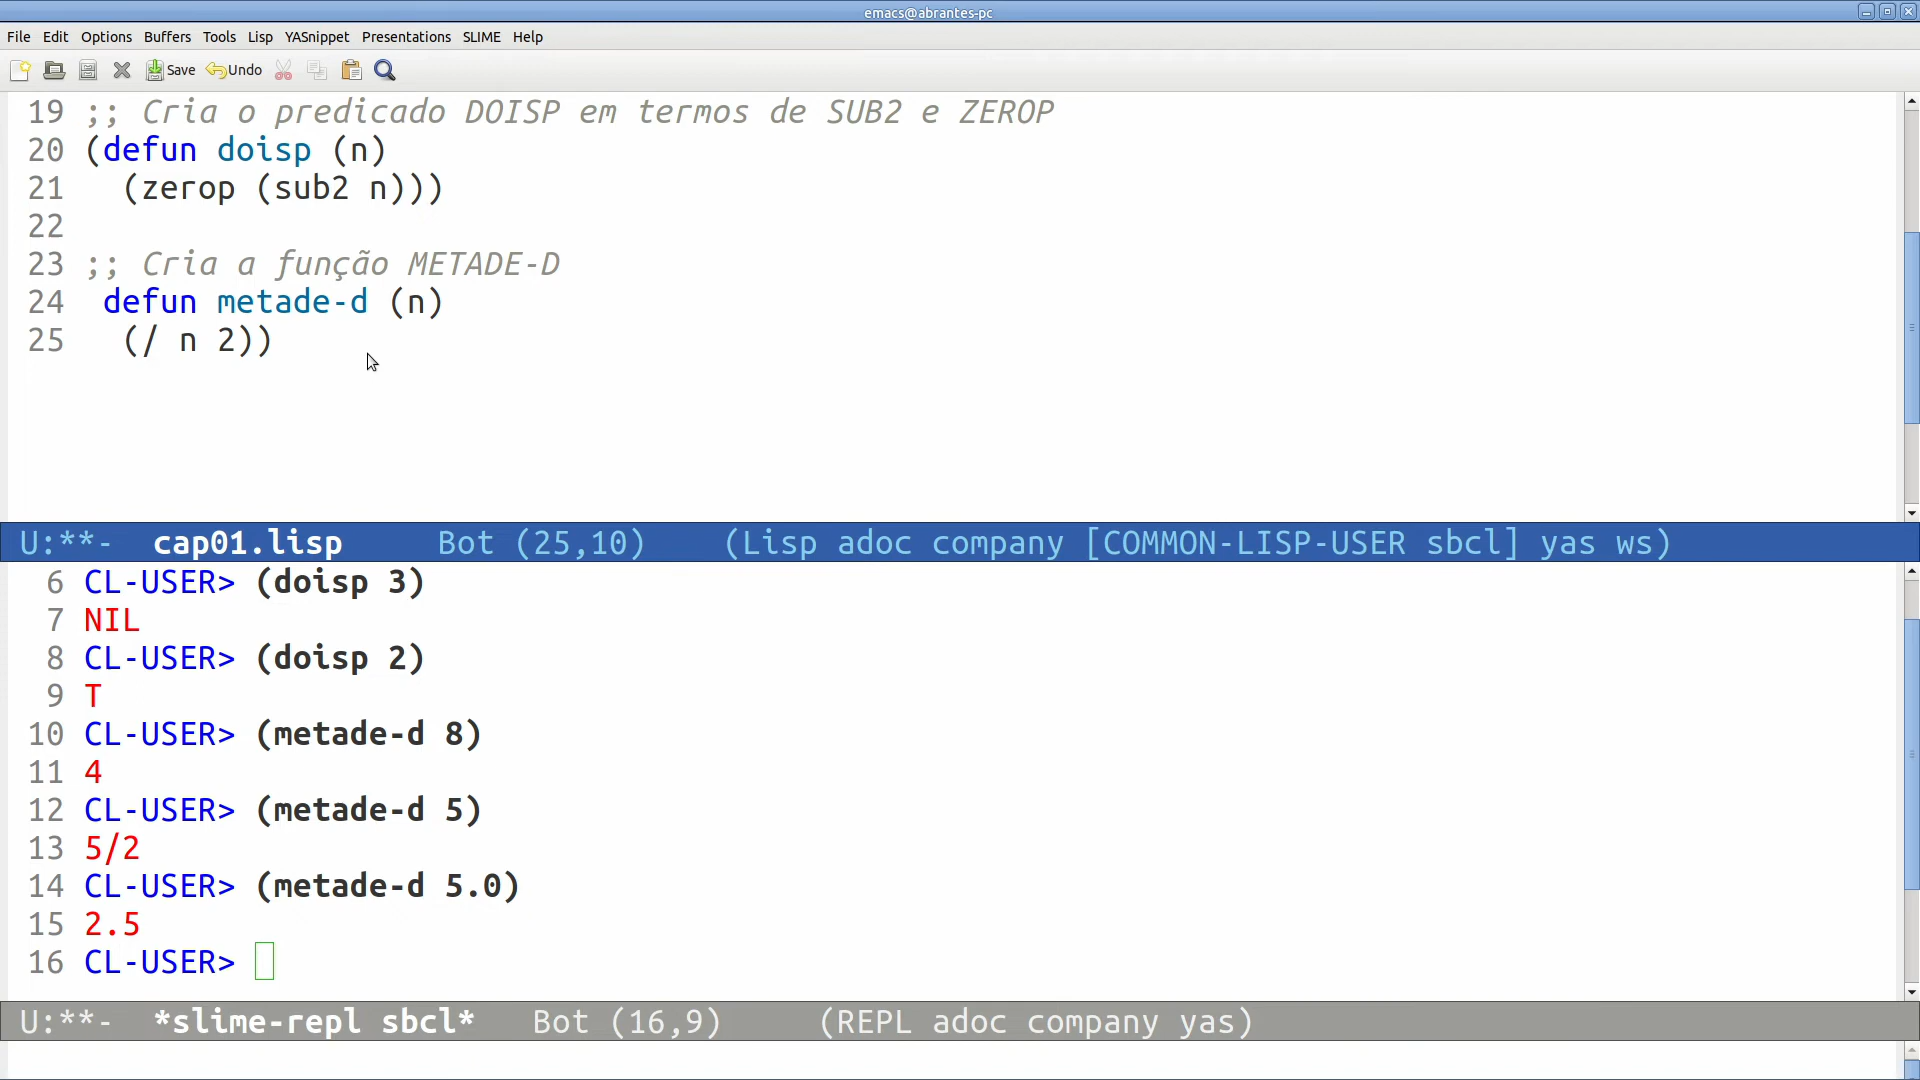 emacs@abrantes-pc
File Edit Options Buffers Tools Lisp YASnippet Presentations SLIME Help
Save Undo
19 ;; Cria o predicado DOISP em termos de SUB2 e ZEROP
20 (defun doisp (n)
21 (zerop (sub2 n)))
22
23 ;; Cria a função METADE-D
24 defun metade-d (n)
25 (/ n 2))
U:**- cap01.lisp Bot (25,10) (Lisp adoc company [COMMON-LISP-USER sbcl] yas ws)
6 CL-USER> (doisp 3)
7 NIL
8 CL-USER> (doisp 2)
9 T
10 CL-USER> (metade-d 8)
11 4
12 CL-USER> (metade-d 5)
13 5/2
14 CL-USER> (metade-d 5.0)
15 2.5
16 CL-USER>
U:**- *slime-repl sbcl* Bot (16,9) (REPL adoc company yas)